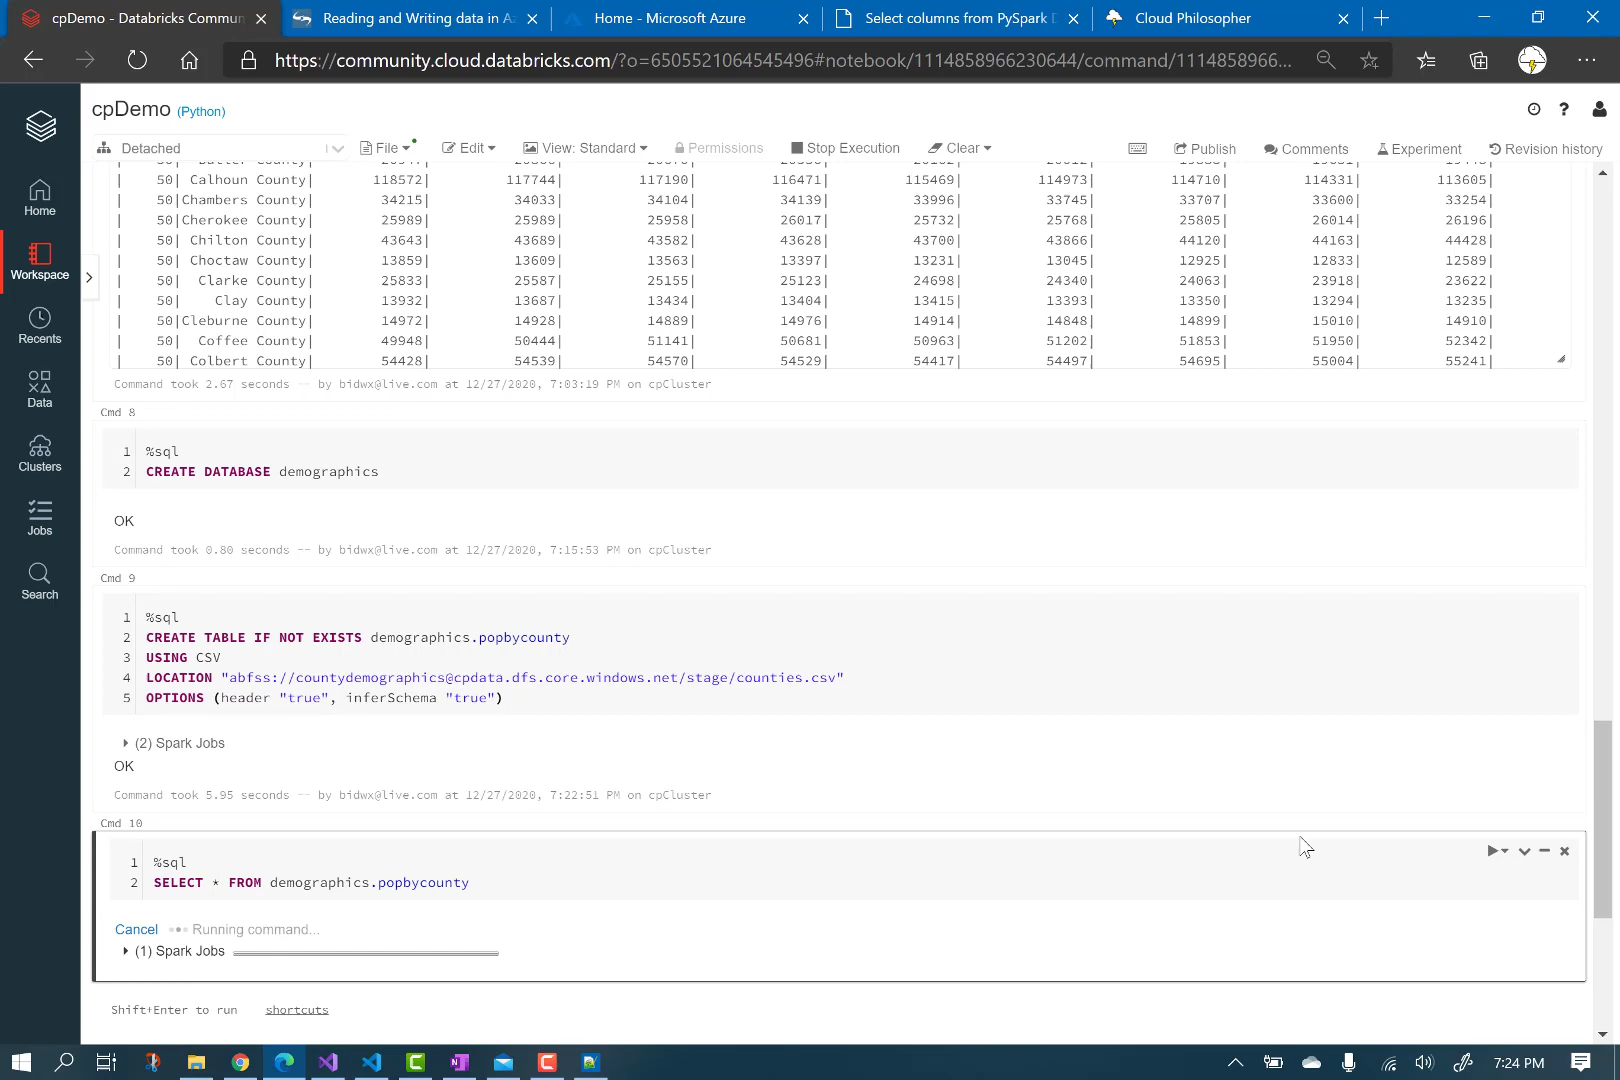 cpDemo - Databricks Commun
Reading and Writing data in Az
Home - Microsoft Azure
Select columns from PySpark D
Cloud Philosopher
https://community.cloud.databricks.com/?o=6505521064545496#notebook/1114858966230644/command/1114858966...
cpDemo (Python)
Detached
File
Edit
View: Standard
Permissions
Stop Execution
Clear
Publish
Comments
Experiment
Revision history
Home
Workspace
Recents
Data
Clusters
Jobs
Search
| 50| Calhoun County| 118572| 117744| 117190| 116471| 115469| 114973| 114710| 114331| 113605|
| 50|Chambers County| 34215| 34033| 34104| 34139| 33996| 33745| 33707| 33600| 33254|
| 50|Cherokee County| 25989| 25989| 25958| 26017| 25732| 25768| 25805| 26014| 26196|
| 50| Chilton County| 43643| 43689| 43582| 43628| 43700| 43866| 44120| 44163| 44428|
| 50| Choctaw County| 13859| 13609| 13563| 13397| 13231| 13045| 12925| 12833| 12589|
| 50| Clarke County| 25833| 25587| 25155| 25123| 24698| 24340| 24063| 23918| 23622|
| 50| Clay County| 13932| 13687| 13434| 13404| 13415| 13393| 13350| 13294| 13235|
| 50|Cleburne County| 14972| 14928| 14889| 14976| 14914| 14848| 14899| 15010| 14910|
| 50| Coffee County| 49948| 50444| 51141| 50681| 50963| 51202| 51853| 51950| 52342|
| 50| Colbert County| 54428| 54539| 54570| 54529| 54417| 54497| 54695| 55004| 55241|
Command took 2.67 seconds -- by bidwx@live.com at 12/27/2020, 7:03:19 PM on cpCluster
Cmd 8
1 %sql
2 CREATE DATABASE demographics
OK
Command took 0.80 seconds -- by bidwx@live.com at 12/27/2020, 7:15:53 PM on cpCluster
Cmd 9
1 %sql
2 CREATE TABLE IF NOT EXISTS demographics.popbycounty
3 USING CSV
4 LOCATION "abfss://countydemographics@cpdata.dfs.core.windows.net/stage/counties.csv"
5 OPTIONS (header "true", inferSchema "true")
(2) Spark Jobs
OK
Command took 5.95 seconds -- by bidwx@live.com at 12/27/2020, 7:22:51 PM on cpCluster
Cmd 10
1 %sql
2 SELECT * FROM demographics.popbycounty
Cancel Running command...
(1) Spark Jobs
Shift+Enter to run shortcuts
7:24 PM